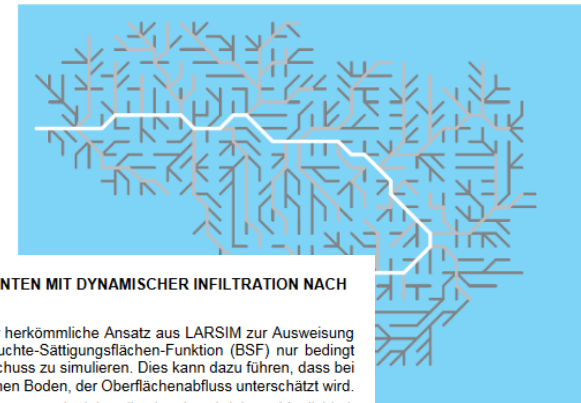 NTEN MIT DYNAMISCHER INFILTRATION NACH
herkömmliche Ansatz aus LARSIM zur Ausweisung
uchte-Sättigungsflächen-Funktion (BSF) nur bedingt
chuss zu simulieren. Dies kann dazu führen, dass bei
nen Boden, der Oberflächenabfluss unterschätzt wird.